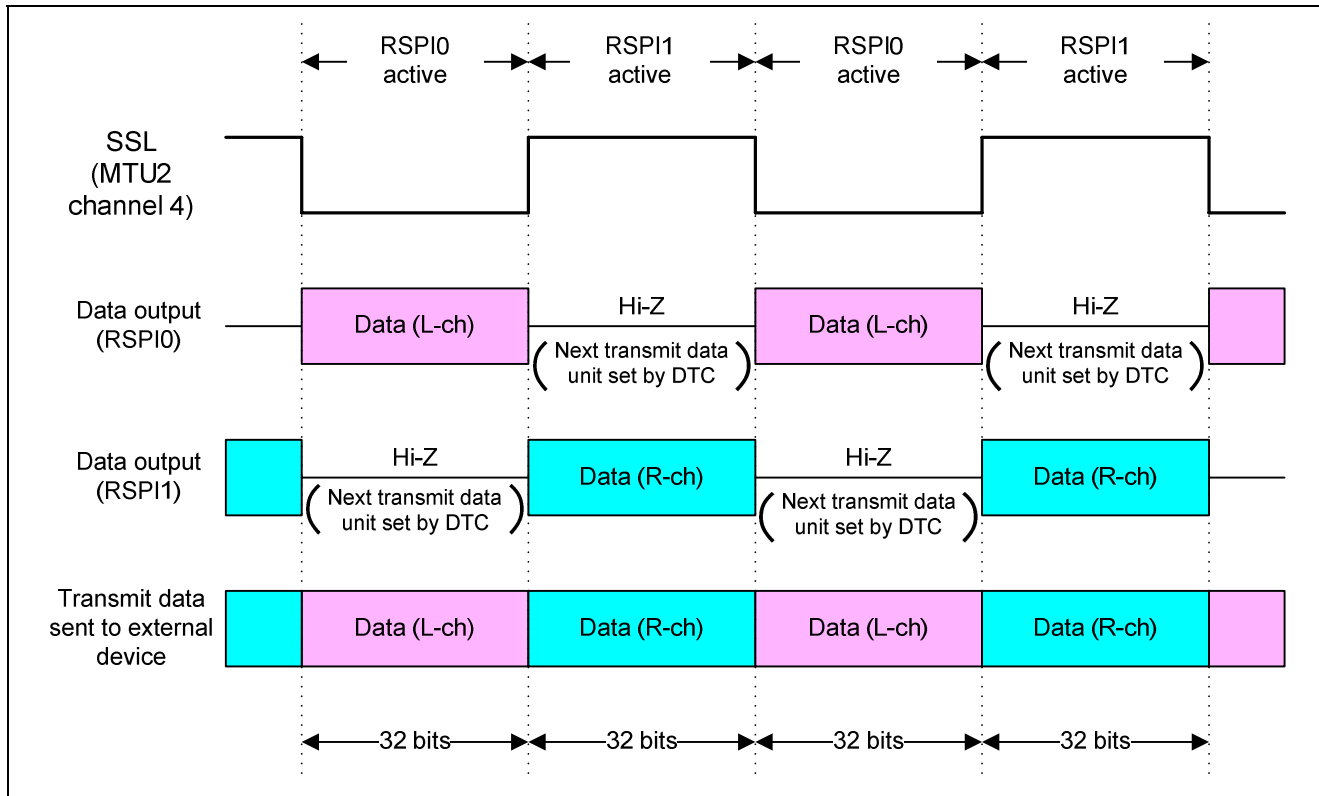 RSPI0
active
RSPI1
active
RSPI0
active
RSPI1
active
SSL
(MTU2
channel 4)
Data output
(RSPI0)
Data (L-ch)
Hi-Z
(Next transmit data
unit set by DTC)
Data (L-ch)
Hi-Z
(Next transmit data
unit set by DTC)
Data output
(RSPI1)
Hi-Z
(Next transmit data
unit set by DTC)
Data (R-ch)
Hi-Z
(Next transmit data
unit set by DTC)
Data (R-ch)
Transmit data
sent to external
device
Data (L-ch)
Data (R-ch)
Data (L-ch)
Data (R-ch)
32 bits
32 bits
32 bits
32 bits